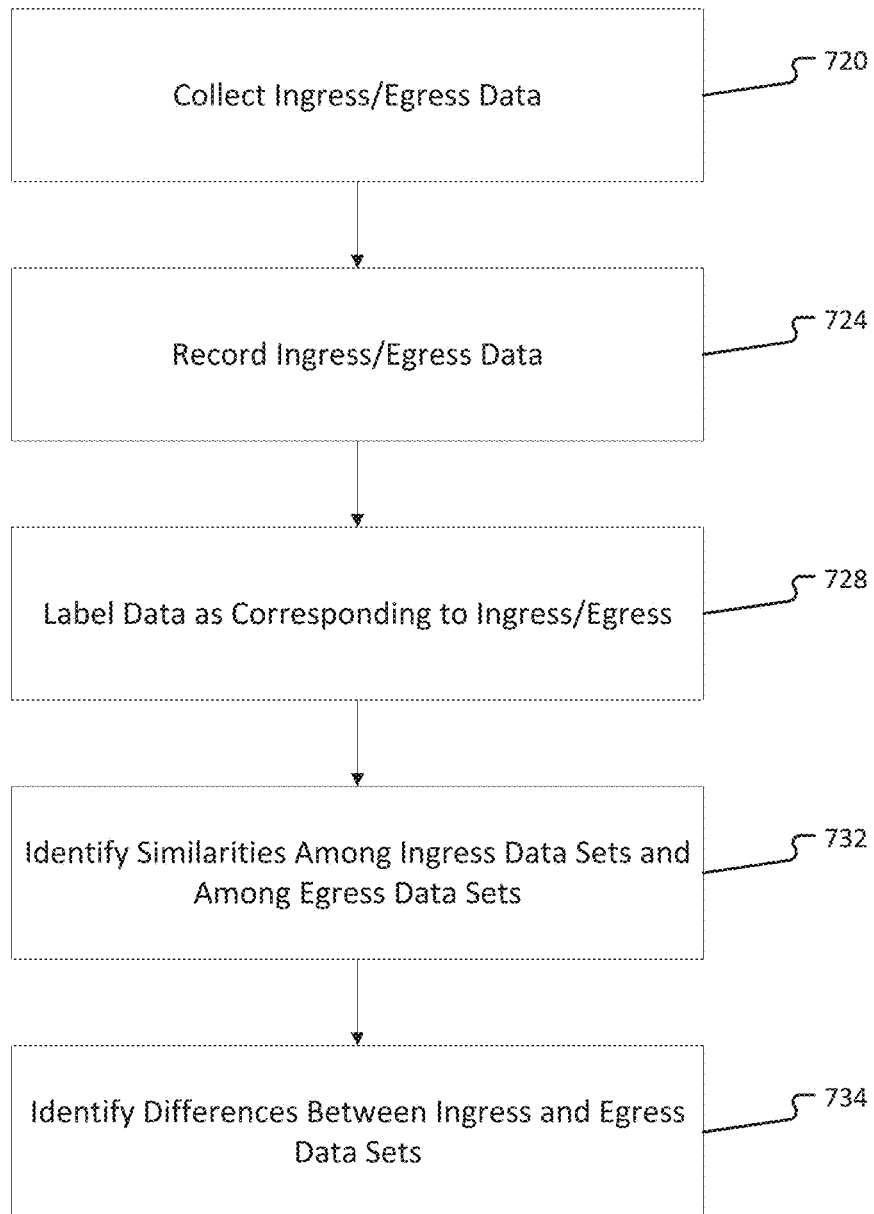 Collect Ingress/Egress Data
720
Record Ingress/Egress Data
724
Label Data as Corresponding to Ingress/Egress
728
Identify Similarities Among Ingress Data Sets and
Among Egress Data Sets
732
Identify Differences Between Ingress and Egress
Data Sets
734